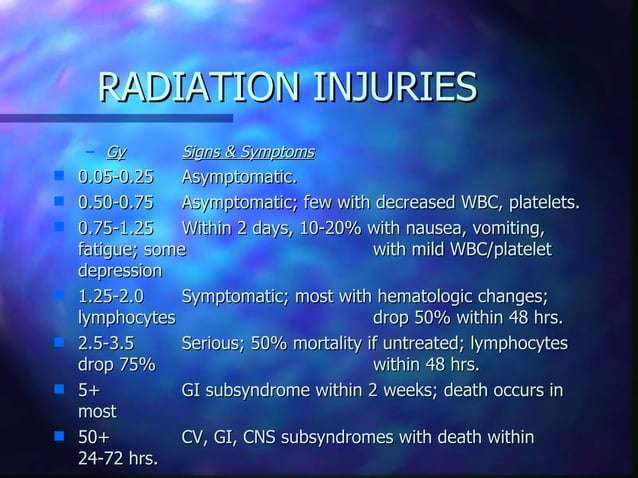 RADIATION INJURIES
– Gy Signs & Symptoms
0.05-0.25 Asymptomatic.
0.50-0.75 Asymptomatic; few with decreased WBC, platelets.
0.75-1.25 Within 2 days, 10-20% with nausea, vomiting,
fatigue; some with mild WBC/platelet
depression
1.25-2.0 Symptomatic; most with hematologic changes;
lymphocytes drop 50% within 48 hrs.
2.5-3.5 Serious; 50% mortality if untreated; lymphocytes
drop 75% within 48 hrs.
5+ GI subsyndrome within 2 weeks; death occurs in
most
50+ CV, GI, CNS subsyndromes with death within
24-72 hrs.